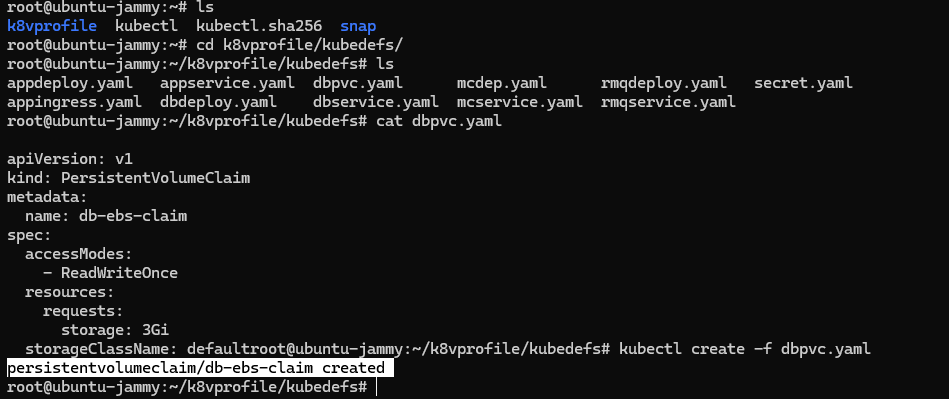 root@ubuntu-jammy:~# ls
k8vprofile  kubectl  kubectl.sha256  snap
root@ubuntu-jammy:~# cd k8vprofile/kubedefs/
root@ubuntu-jammy:~/k8vprofile/kubedefs# ls
appdeploy.yaml   appservice.yaml  dbpvc.yaml      mcdep.yaml      rmqdeploy.yaml   secret.yaml
appingress.yaml  dbdeploy.yaml    dbservice.yaml  mcservice.yaml  rmqservice.yaml
root@ubuntu-jammy:~/k8vprofile/kubedefs# cat dbpvc.yaml
apiVersion: v1
kind: PersistentVolumeClaim
metadata:
  name: db-ebs-claim
spec:
  accessModes:
    - ReadWriteOnce
  resources:
    requests:
      storage: 3Gi
  storageClassName: defaultroot@ubuntu-jammy:~/k8vprofile/kubedefs# kubectl create -f dbpvc.yaml
persistentvolumeclaim/db-ebs-claim created
root@ubuntu-jammy:~/k8vprofile/kubedefs#